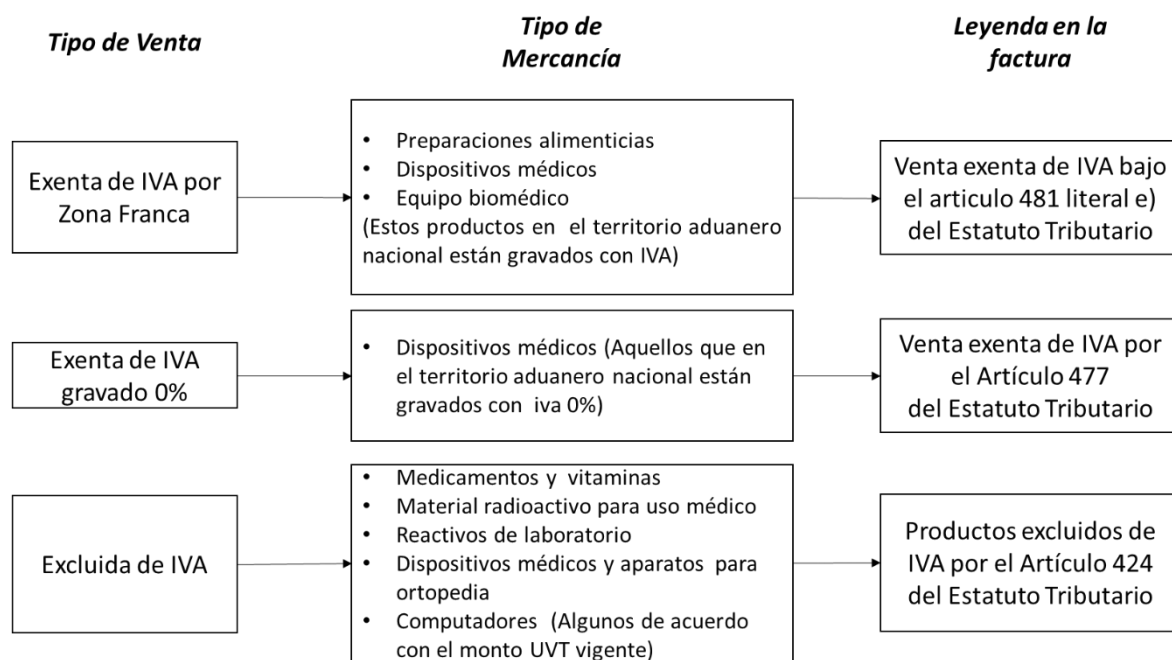 Tipo de Venta
Tipo de
Mercancía
Leyenda en la
factura
Exenta de IVA por
Zona Franca
• Preparaciones alimenticias
• Dispositivos médicos
• Equipo biomédico
(Estos productos en el territorio aduanero
nacional están gravados con IVA)
Venta exenta de IVA bajo
el articulo 481 literal e)
del Estatuto Tributario
Exenta de IVA
gravado 0%
• Dispositivos médicos (Aquellos que en
el territorio aduanero nacional están
gravados con iva 0%)
Venta exenta de IVA por
el Artículo 477
del Estatuto Tributario
Excluida de IVA
• Medicamentos y vitaminas
• Material radioactivo para uso médico
• Reactivos de laboratorio
• Dispositivos médicos y aparatos para
ortopedia
• Computadores (Algunos de acuerdo
con el monto UVT vigente)
Productos excluidos de
IVA por el Artículo 424
del Estatuto Tributario